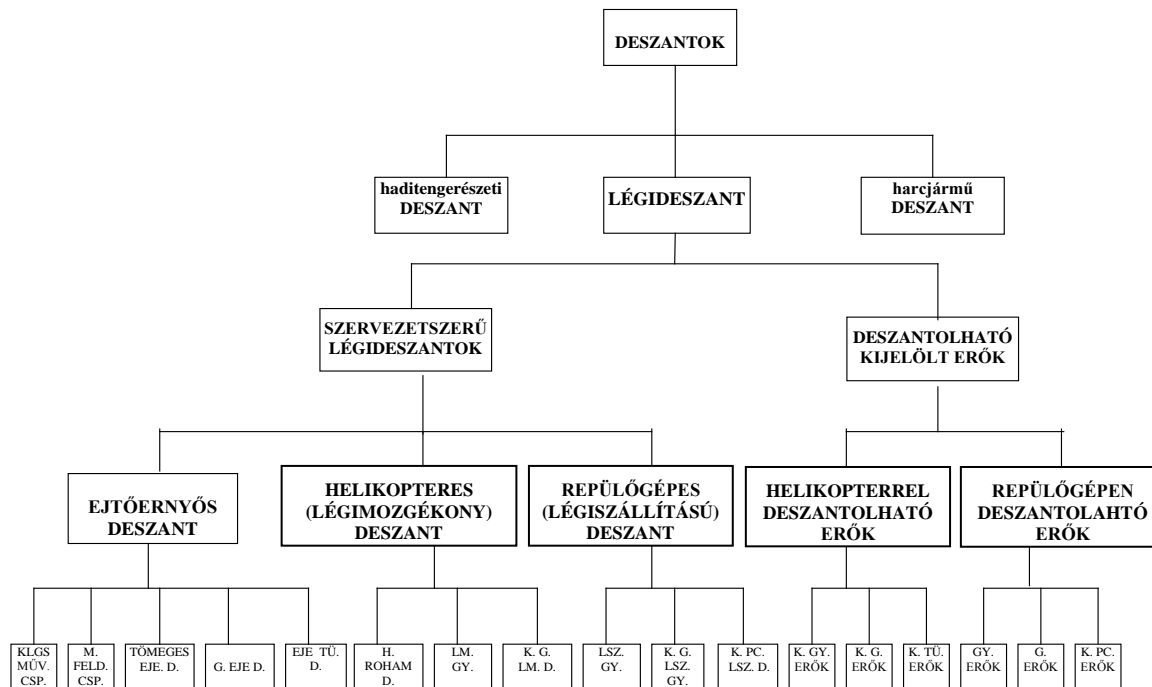 DESZANTOK
haditengerészeti
DESZANT
LÉGIDESZANT
harcjármű
DESZANT
SZERVEZETSZERŰ
LÉGIDESZANTOK
DESZANTOLHATÓ
KIJELÖLT ERŐK
EJTŐERNYŐS
DESZANT
HELIKOPTERES
(LÉGIMOZGÉKONY)
DESZANT
REPÜLŐGÉPES
(LÉGISZÁLLÍTÁSÚ)
DESZANT
HELIKOPTERREL
DESZANTOLHATÓ
ERŐK
REPÜLŐGÉPEN
DESZANTOLAHTÓ
ERŐK
KLGS
MŰV.
CSP.
M.
FELD.
CSP.
TÖMEGES
EJE. D.
G. EJE D.
EJE TÜ.
D.
H.
ROHAM
D.
LM.
GY.
K. G.
LM. D.
LSZ.
GY.
K. G.
LSZ.
GY.
K. PC.
LSZ. D.
K. GY.
ERŐK
K. G.
ERŐK
K. TÜ.
ERŐK
GY.
ERŐK
G.
ERŐK
K. PC.
ERŐK